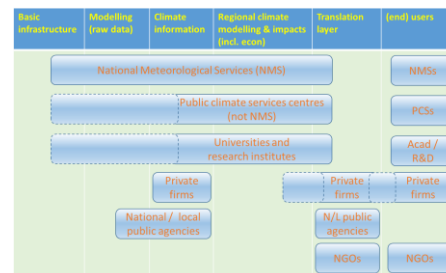 Basic infrastructure
Modelling (raw data)
Climate information
Regional climate modelling & impacts (incl. econ)
Translation layer
(end) users
National Meteorological Services (NMS)
NMSs
Public climate services centres (not NMS)
PCSs
Universities and research institutes
Acad / R&D
Private firms
Private firms
Private firms
National / local public agencies
N/L public agencies
NGOs
NGOs